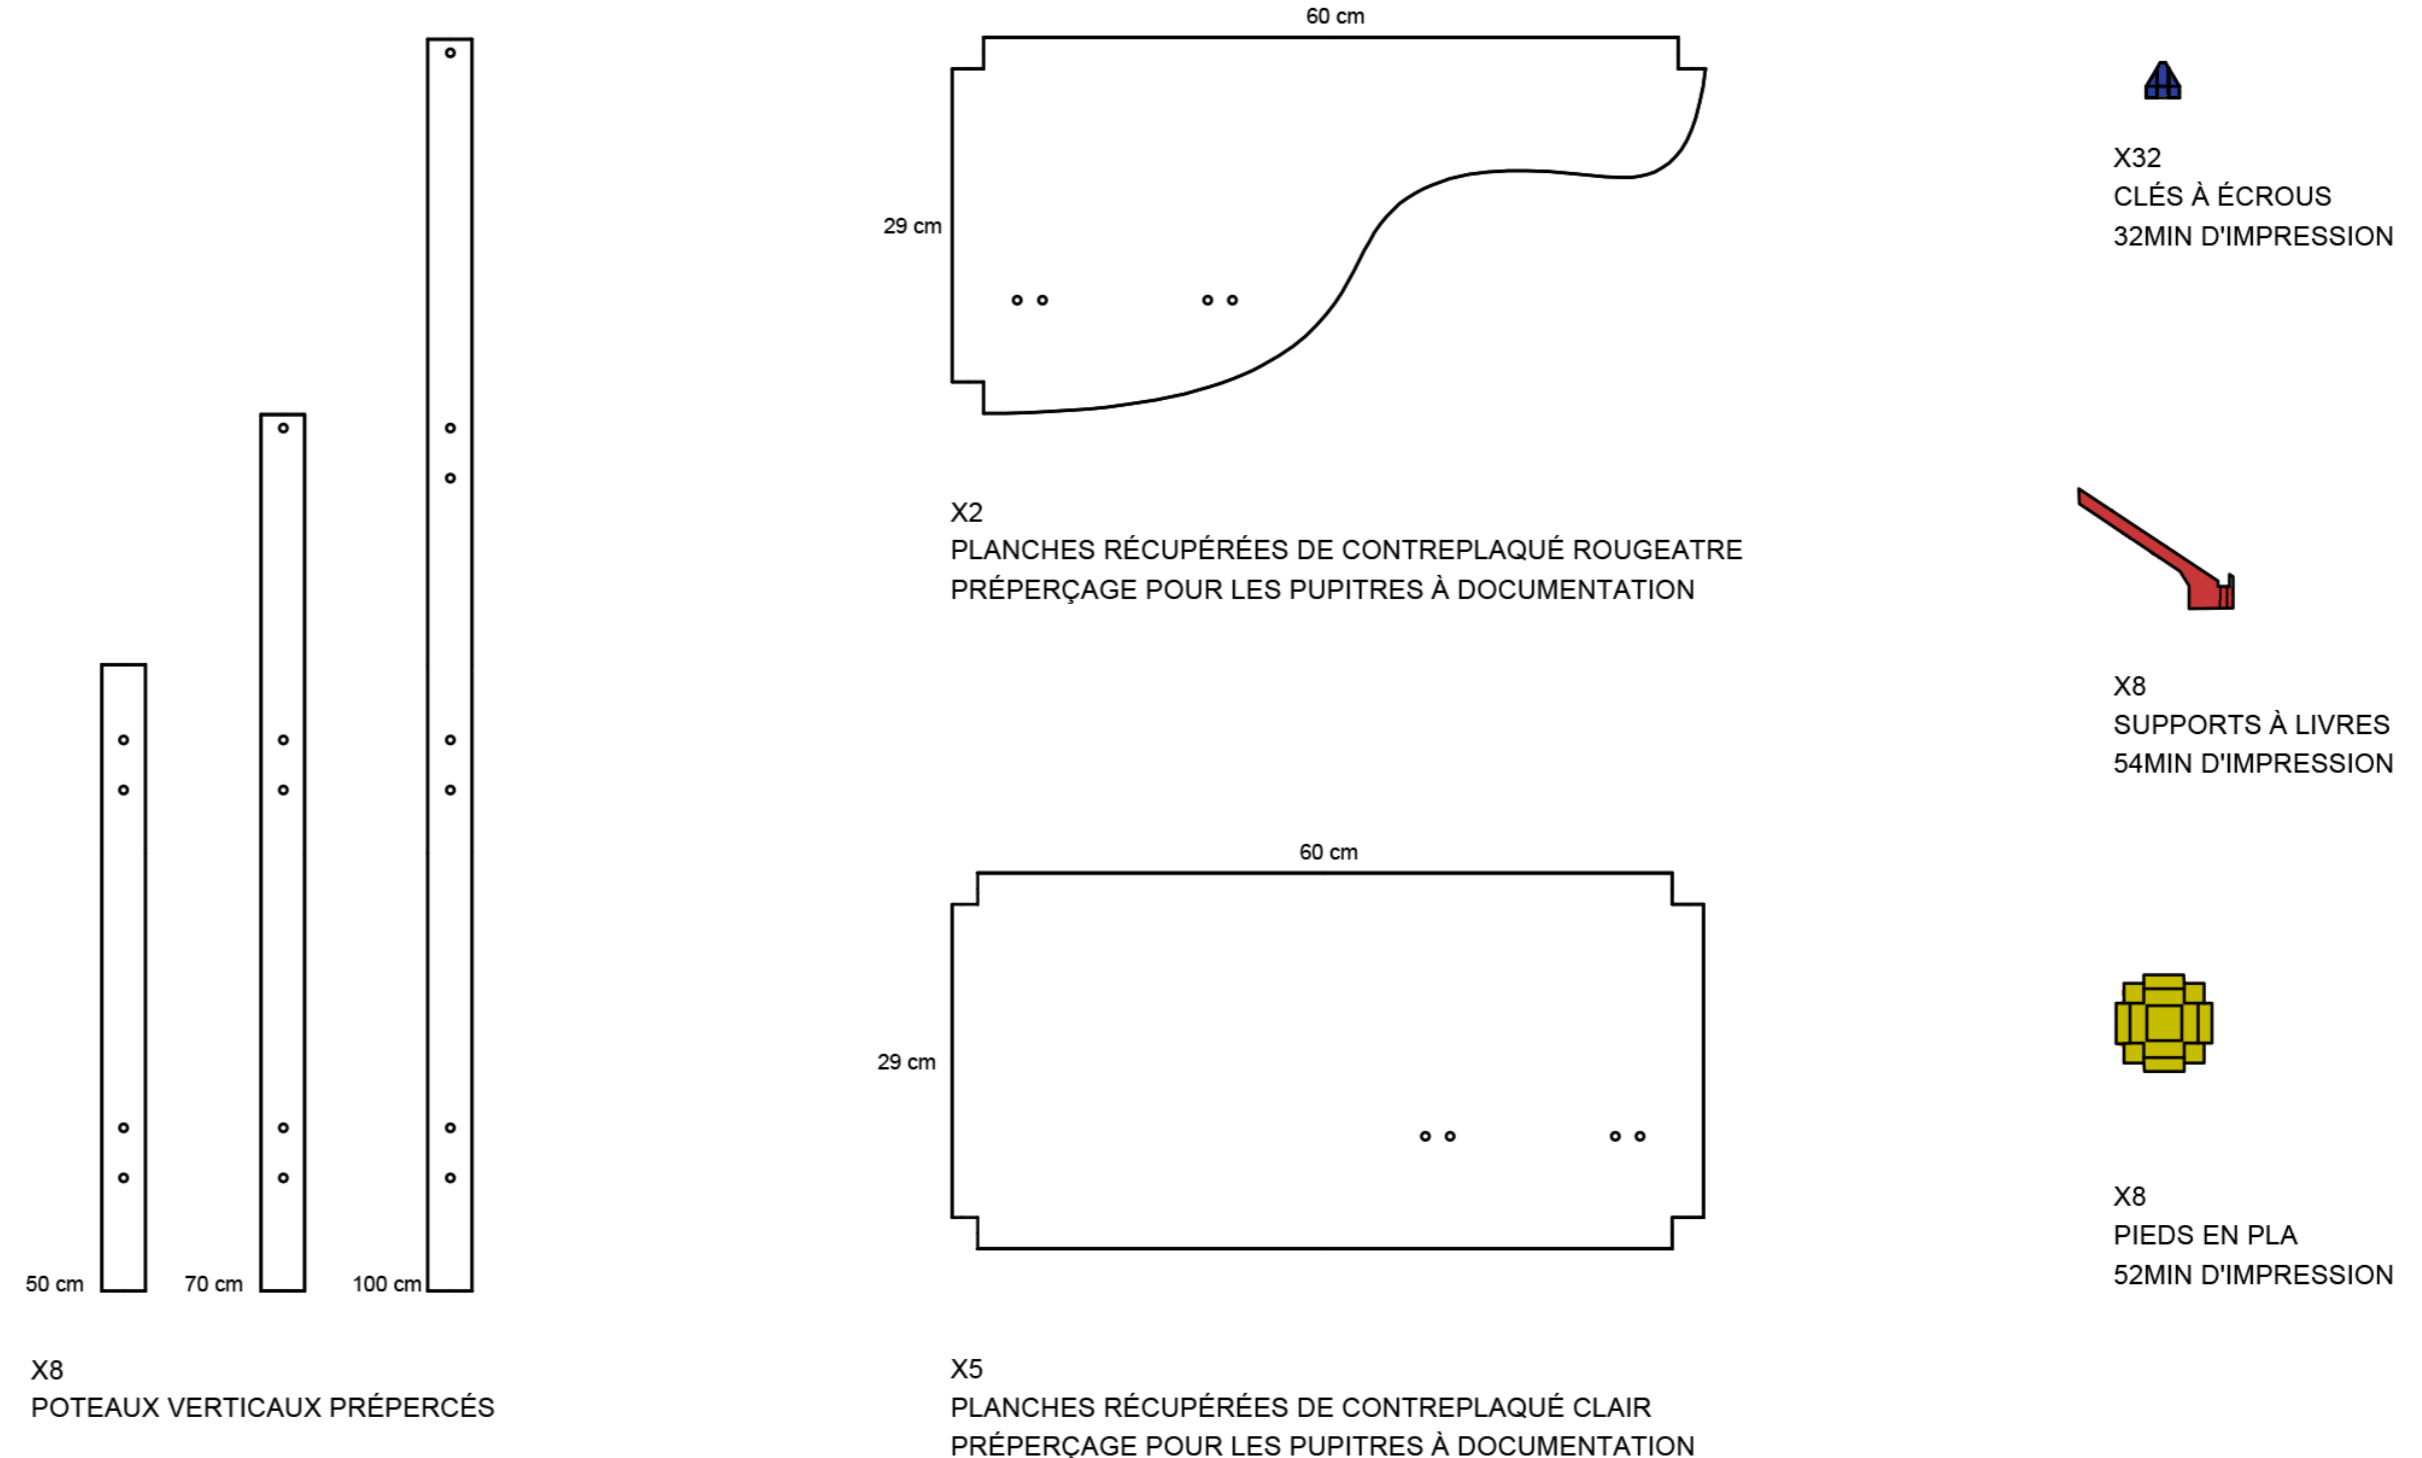 50 cm
70 cm
100 cm
X8
POTEAUX VERTICAUX PRÉPERCÉS
60 cm
29 cm
X2
PLANCHES RÉCUPÉRÉES DE CONTREPLAQUÉ ROUGEATRE
PRÉPERÇAGE POUR LES PUPITRES À DOCUMENTATION
60 cm
29 cm
X5
PLANCHES RÉCUPÉRÉES DE CONTREPLAQUÉ CLAIR
PRÉPERÇAGE POUR LES PUPITRES À DOCUMENTATION
X32
CLÉS À ÉCROUS
32MIN D'IMPRESSION
X8
SUPPORTS À LIVRES
54MIN D'IMPRESSION
X8
PIEDS EN PLA
52MIN D'IMPRESSION